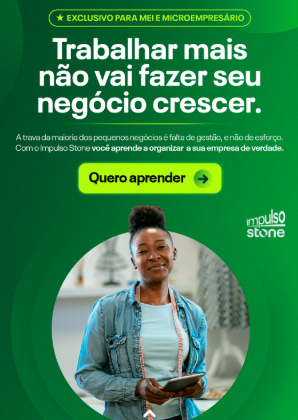 ★ EXCLUSIVO PARA MEI E MICROEMPRESÁRIO
Trabalhar mais
não vai fazer seu
negócio crescer.
A trava da maioria dos pequenos negócios é falta de gestão, e não de esforço.
Com o Impulso Stone você aprende a organizar a sua empresa de verdade.
Quero aprender →
impulso
stone